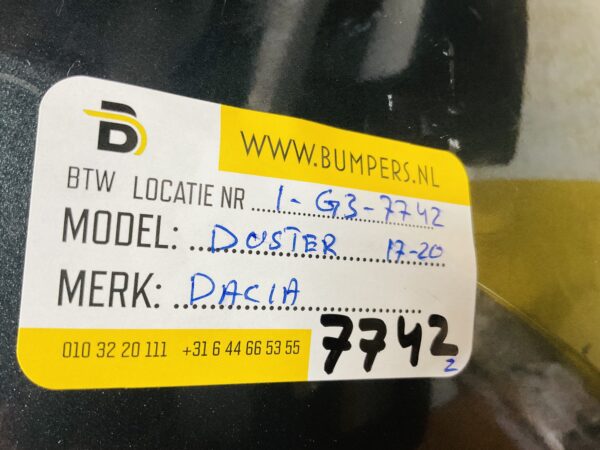 B
WWW.BUMPERS.NL
BTW LOCATIE NR 1-G3-7742
MODEL: DUSTER 17-20
MERK: DACIA
010 32 20 111 +31 6 44 66 53 55 7742
2